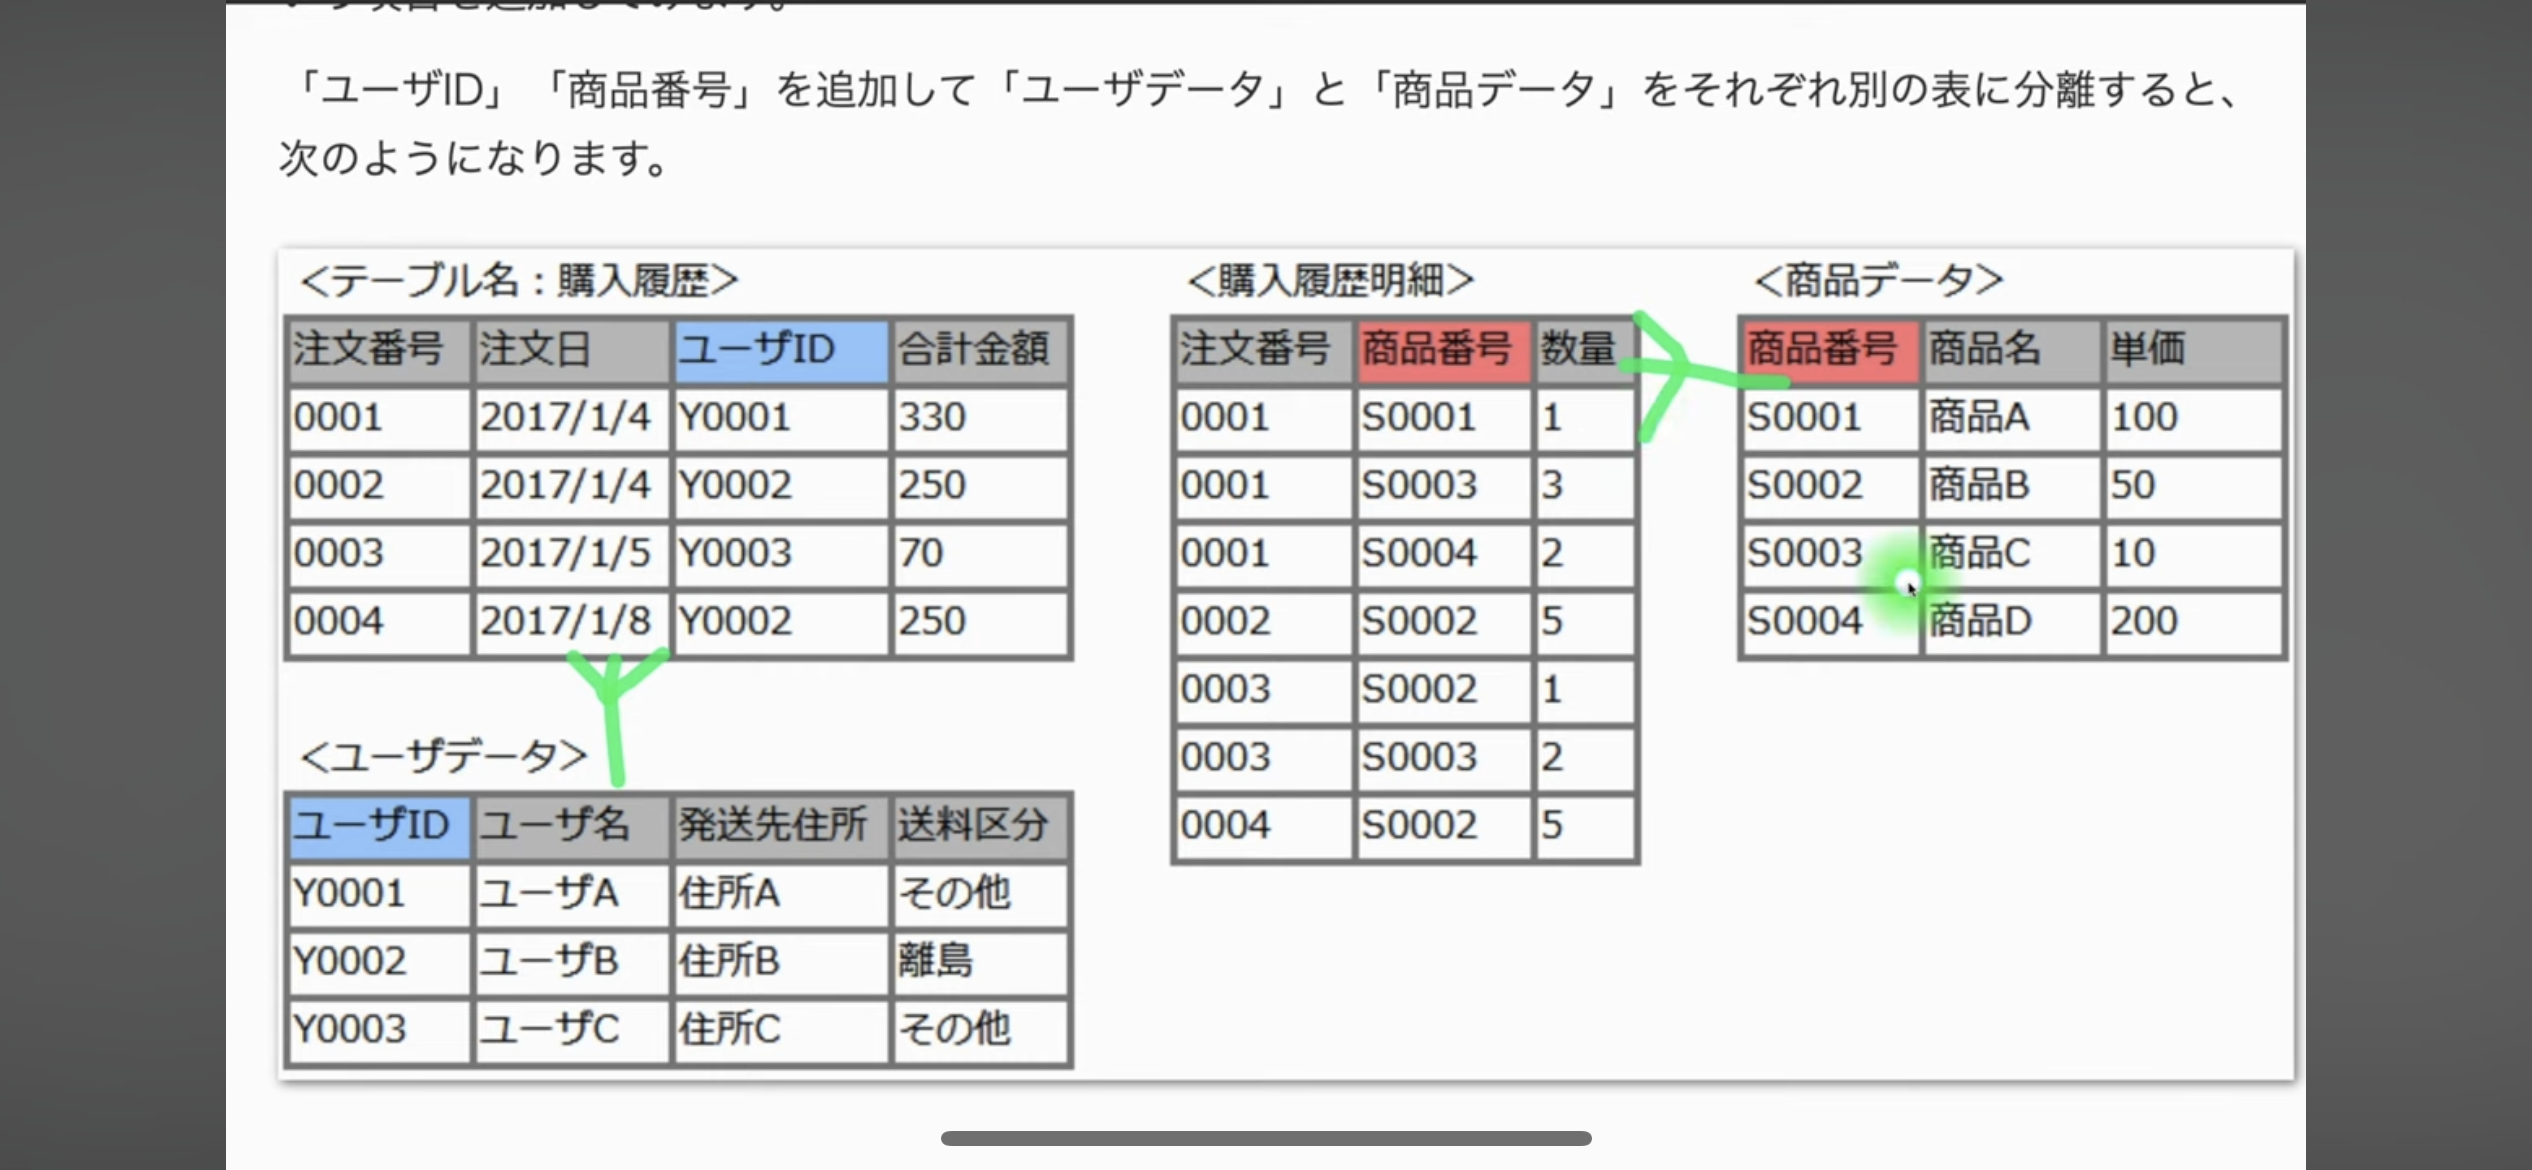 「ユーザID」「商品番号」を追加して「ユーザデータ」と「商品データ」をそれぞれ別の表に分離すると、
次のようになります。
＜テーブル名：購入履歴＞
注文番号 注文日 ユーザID 合計金額
0001 2017/1/4 Y0001 330
0002 2017/1/4 Y0002 250
0003 2017/1/5 Y0003 70
0004 2017/1/8 Y0002 250
＜ユーザデータ＞
ユーザID ユーザ名 発送先住所 送料区分
Y0001 ユーザA 住所A その他
Y0002 ユーザB 住所B 離島
Y0003 ユーザC 住所C その他
＜購入履歴明細＞
注文番号 商品番号 数量
0001 S0001 1
0001 S0003 3
0001 S0004 2
0002 S0002 5
0003 S0002 1
0003 S0003 2
0004 S0002 5
＜商品データ＞
商品番号 商品名 単価
S0001 商品A 100
S0002 商品B 50
S0003 商品C 10
S0004 商品D 200